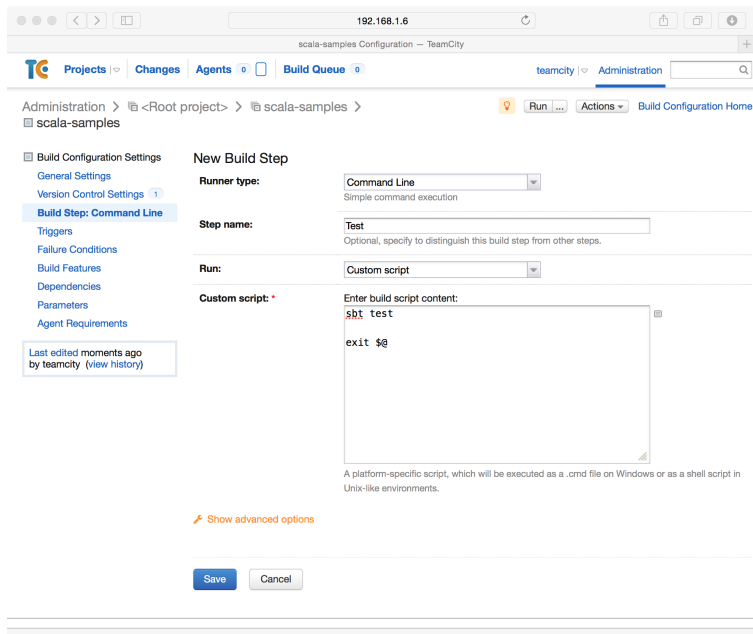 192.168.1.6
scala-samples Configuration — TeamCity
TC Projects Changes Agents 0 Build Queue 0 teamcity Administration
Administration > <Root project> > scala-samples > Run ... Actions Build Configuration Home
scala-samples
Build Configuration Settings
General Settings
Version Control Settings 1
Build Step: Command Line
Triggers
Failure Conditions
Build Features
Dependencies
Parameters
Agent Requirements
Last edited moments ago
by teamcity (view history)
New Build Step
Runner type: Command Line
Simple command execution
Step name: Test
Optional, specify to distinguish this build step from other steps.
Run: Custom script
Custom script: * Enter build script content:
sbt test
exit $@
A platform-specific script, which will be executed as a .cmd file on Windows or as a shell script in
Unix-like environments.
Show advanced options
Save Cancel